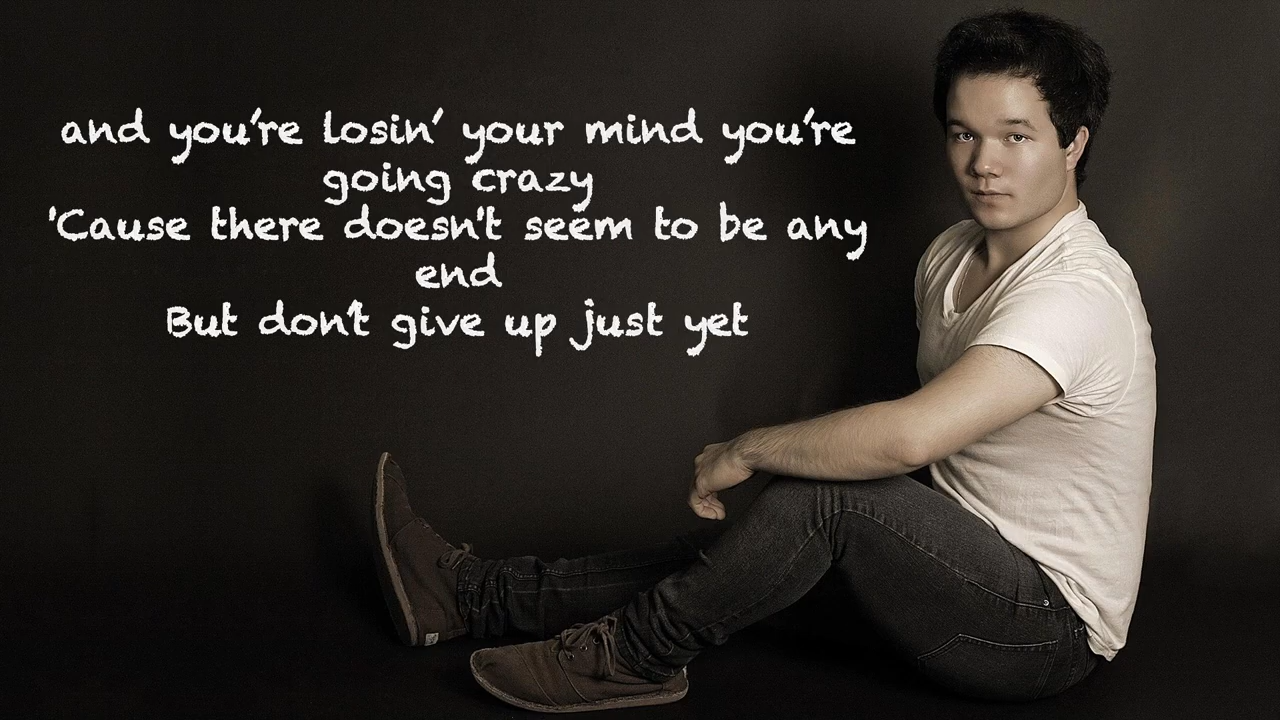 and you're losin' your mind you're
going crazy
'Cause there doesn't seem to be any
end
But don't give up just yet